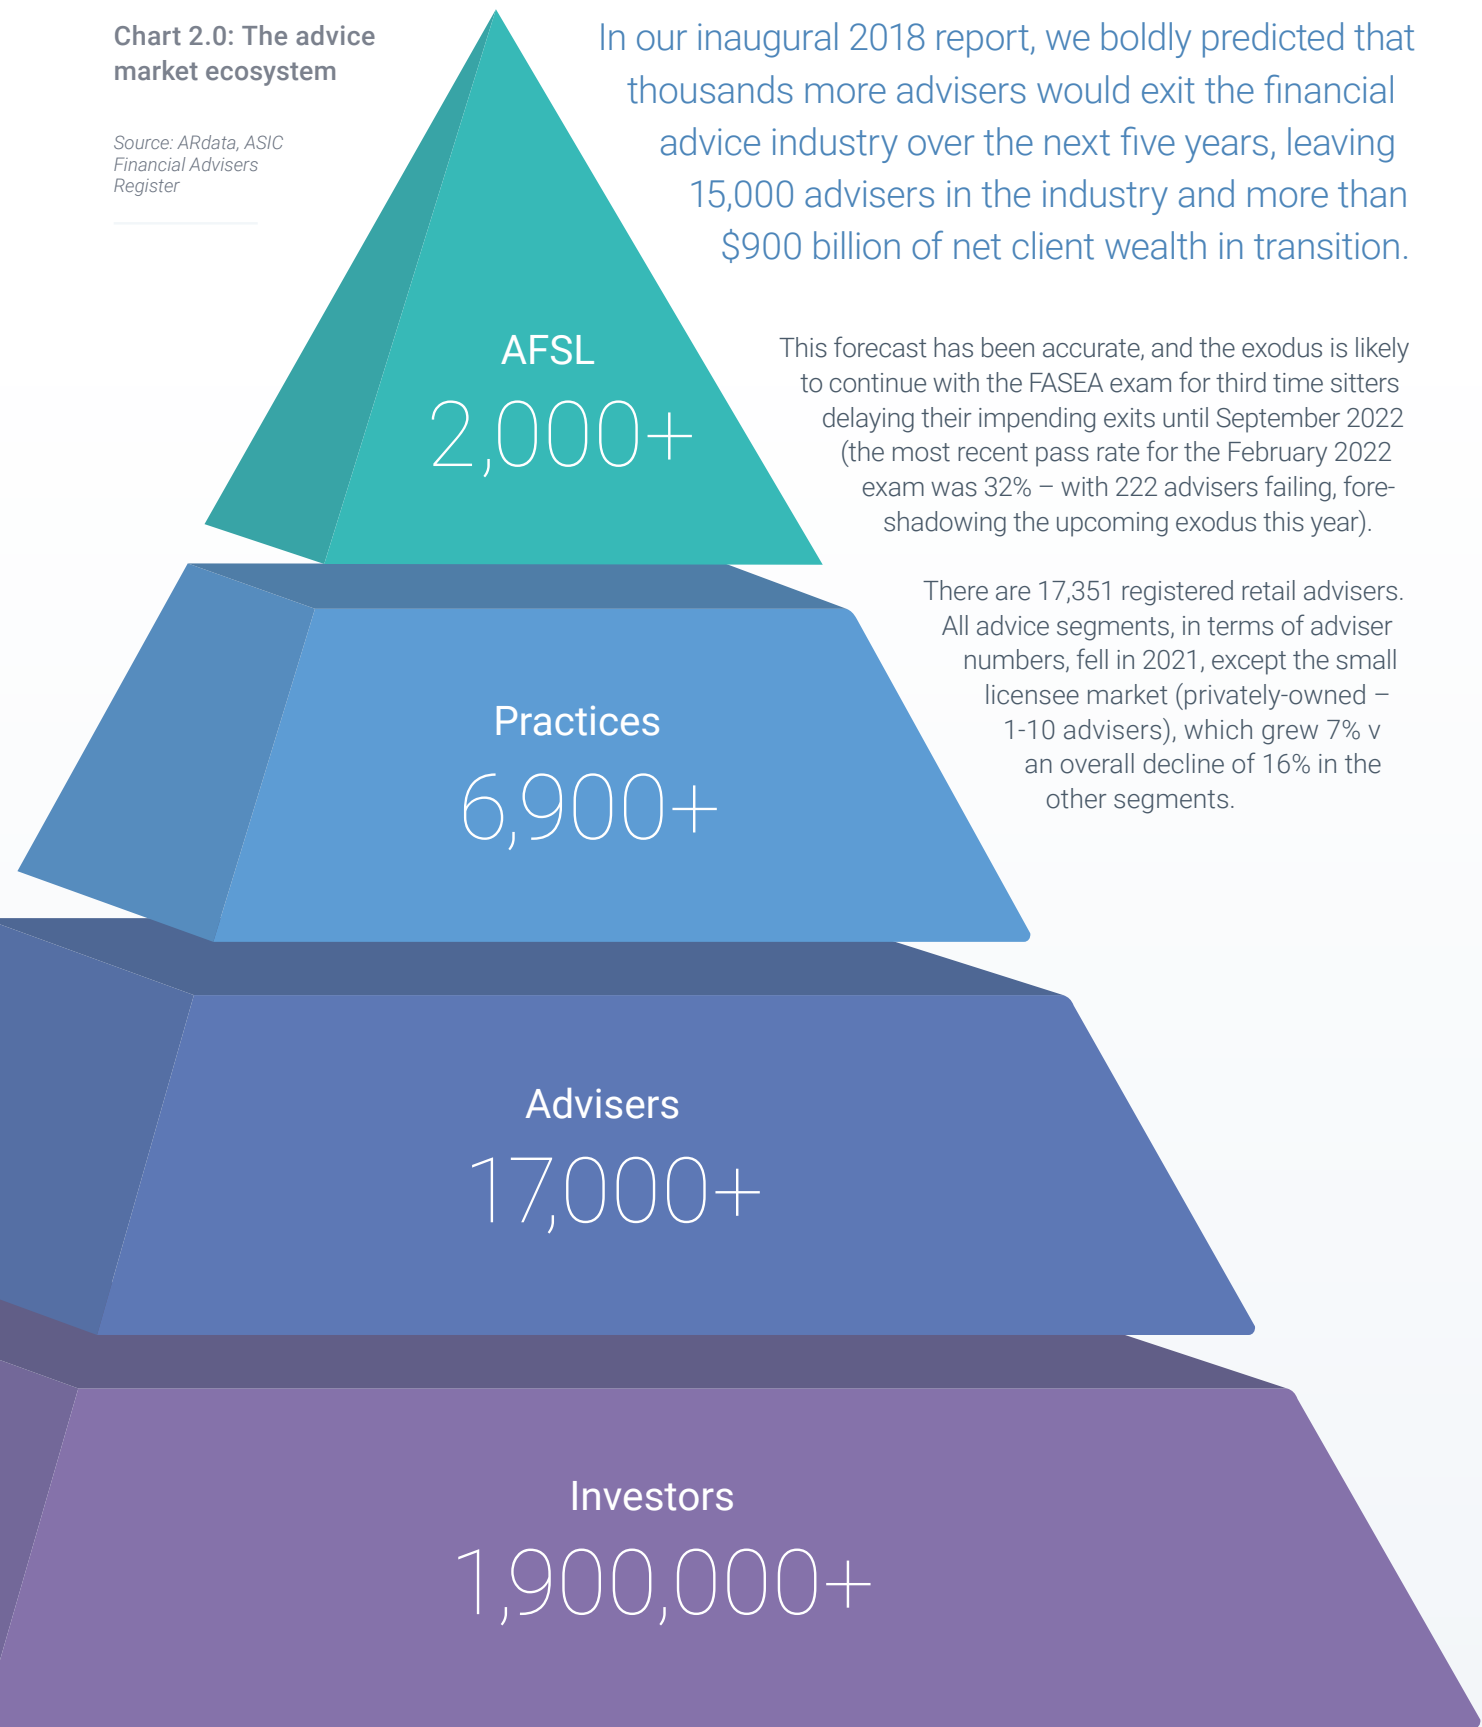 Chart 2.0: The advice
market ecosystem
Source: ARdata, ASIC
Financial Advisers
Register
In our inaugural 2018 report, we boldly predicted that
thousands more advisers would exit the financial
advice industry over the next five years, leaving
15,000 advisers in the industry and more than
$900 billion of net client wealth in transition.
This forecast has been accurate, and the exodus is likely
to continue with the FASEA exam for third time sitters
delaying their impending exits until September 2022
(the most recent pass rate for the February 2022
exam was 32% – with 222 advisers failing, fore-
shadowing the upcoming exodus this year).
There are 17,351 registered retail advisers.
All advice segments, in terms of adviser
numbers, fell in 2021, except the small
licensee market (privately-owned –
1-10 advisers), which grew 7% v
an overall decline of 16% in the
other segments.
AFSL
2,000+
Practices
6,900+
Advisers
17,000+
Investors
1,900,000+